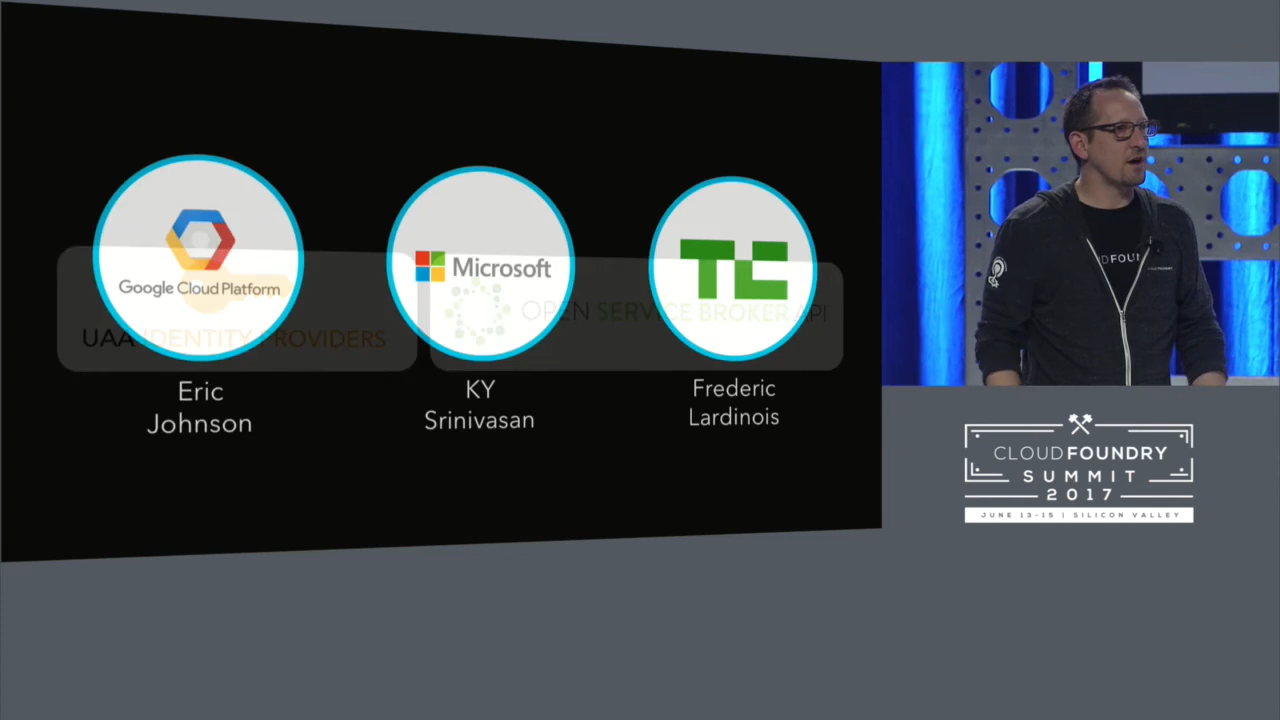 Google Cloud Platform
Microsoft
TC
UAA IDENTITY PROVIDERS
OPEN SERVICE BROKER API
Eric
Johnson
KY
Srinivasan
Frederic
Lardinois
D FOUN
CLOUD FOUNDRY
SUMMIT
2017
JUNE 13-15 | SILICON VALLEY